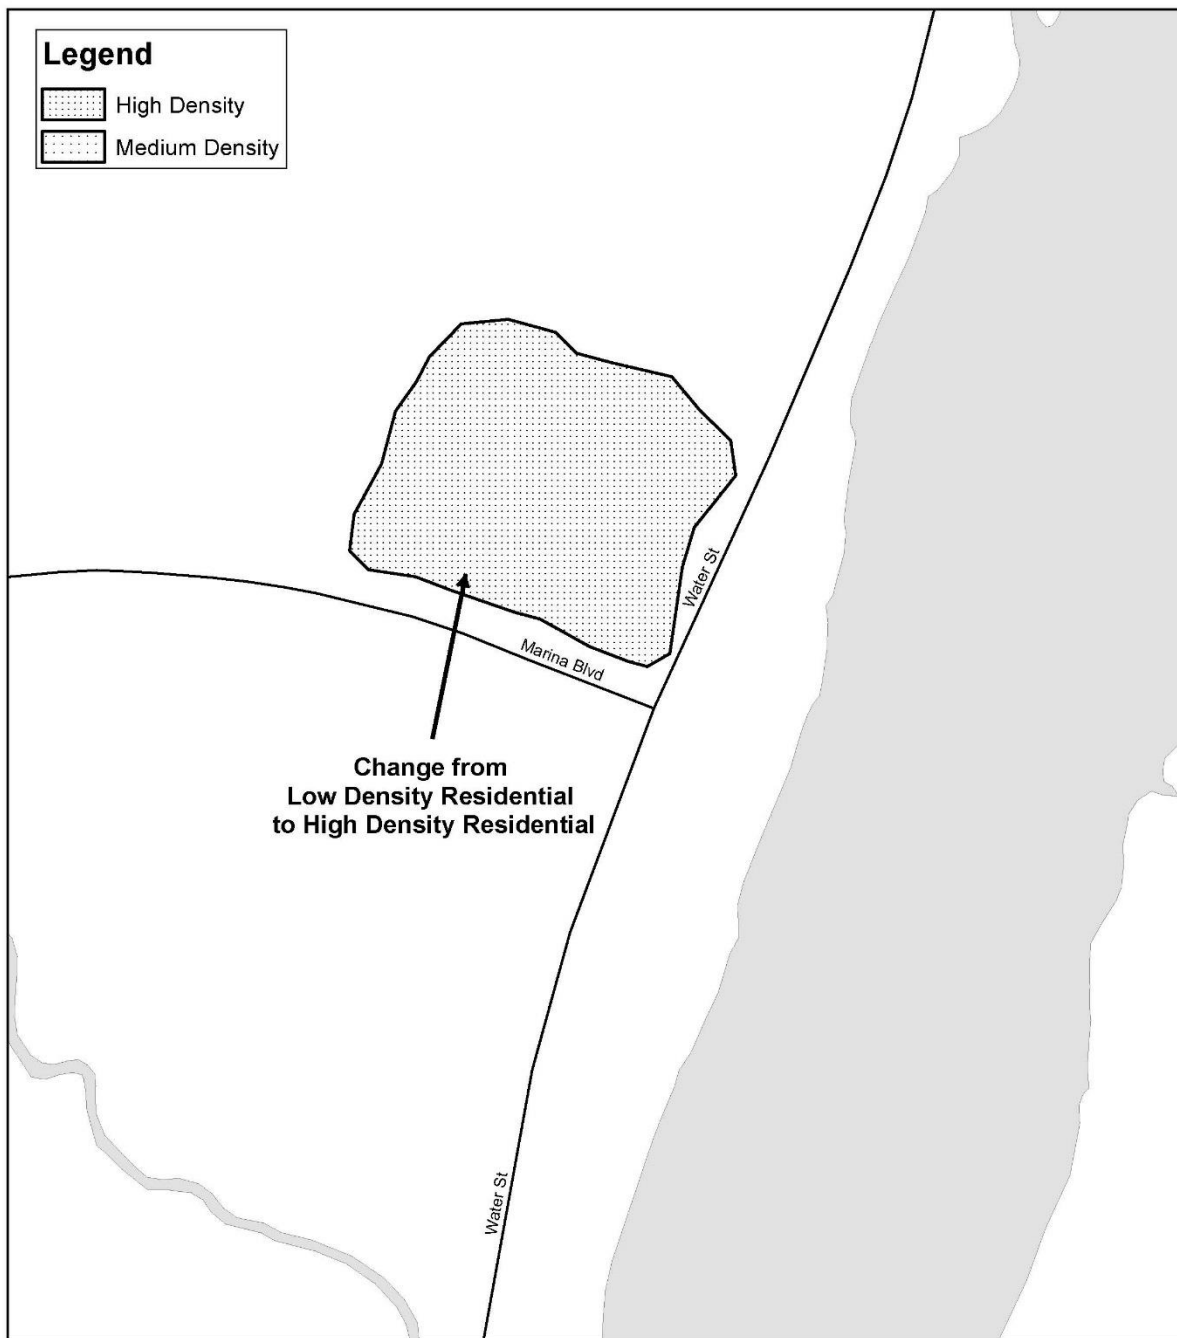 Legend
High Density
Medium Density
Water St
Marina Blvd
Change from
Low Density Residential
to High Density Residential
Water St